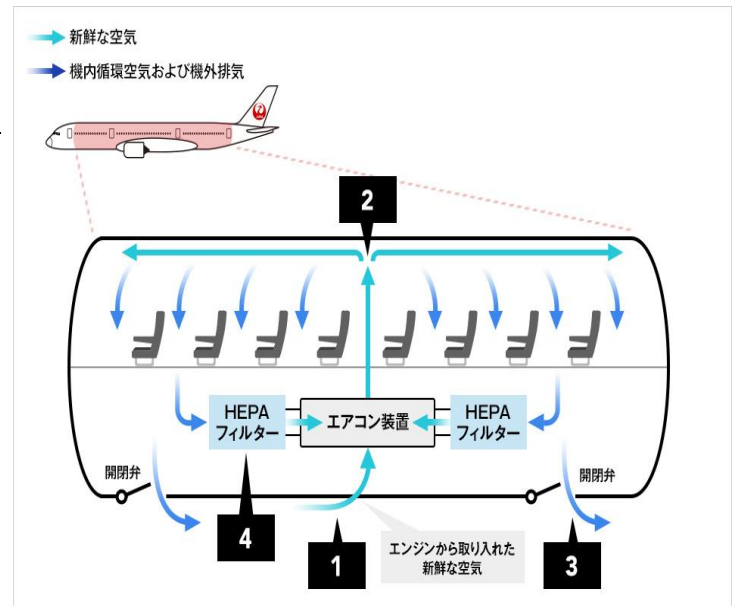 新鮮な空気
機内循環空気および機外排気
2
HEPA
フィルター
エアコン装置
HEPA
フィルター
開閉弁
開閉弁
4
1
エンジンから取り入れた
新鮮な空気
3